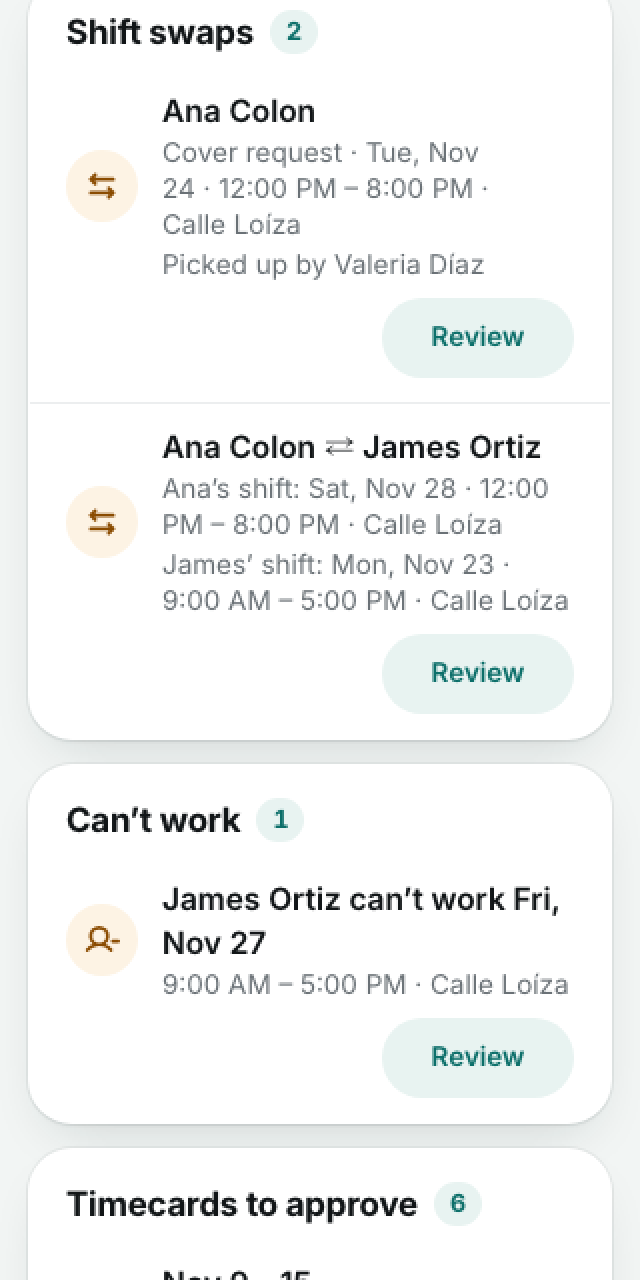 Shift swaps 2
Ana Colon
Cover request · Tue, Nov
24 · 12:00 PM – 8:00 PM ·
Calle Loíza
Picked up by Valeria Díaz
Review
Ana Colon ⇄ James Ortiz
Ana’s shift: Sat, Nov 28 · 12:00
PM – 8:00 PM · Calle Loíza
James’ shift: Mon, Nov 23 ·
9:00 AM – 5:00 PM · Calle Loíza
Review
Can’t work 1
James Ortiz can’t work Fri,
Nov 27
9:00 AM – 5:00 PM · Calle Loíza
Review
Timecards to approve 6
Nov 9 – 15